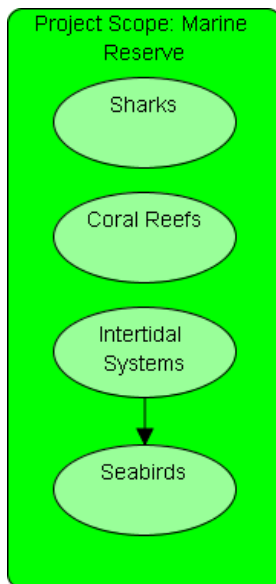 Project Scope: Marine
Reserve
Sharks
Coral Reefs
Intertidal
Systems
Seabirds